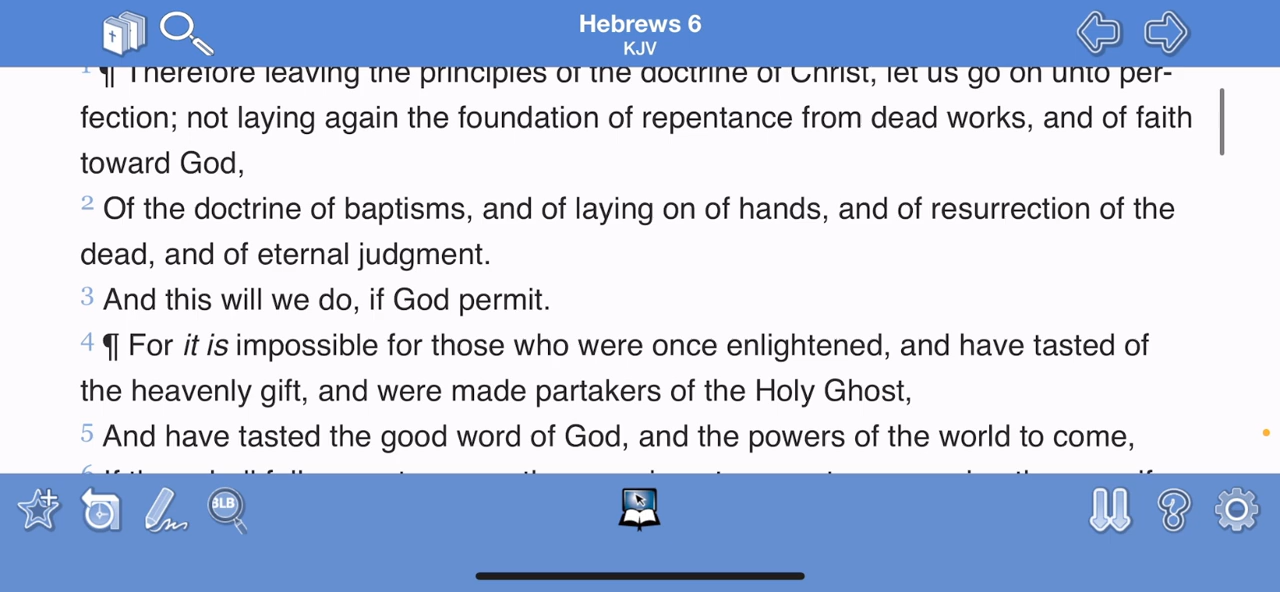 Hebrews 6
KJV
1 ¶ Therefore leaving the principles of the doctrine of Christ, let us go on unto per-
fection; not laying again the foundation of repentance from dead works, and of faith
toward God,
2 Of the doctrine of baptisms, and of laying on of hands, and of resurrection of the
dead, and of eternal judgment.
3 And this will we do, if God permit.
4 ¶ For it is impossible for those who were once enlightened, and have tasted of
the heavenly gift, and were made partakers of the Holy Ghost,
5 And have tasted the good word of God, and the powers of the world to come,
BLB